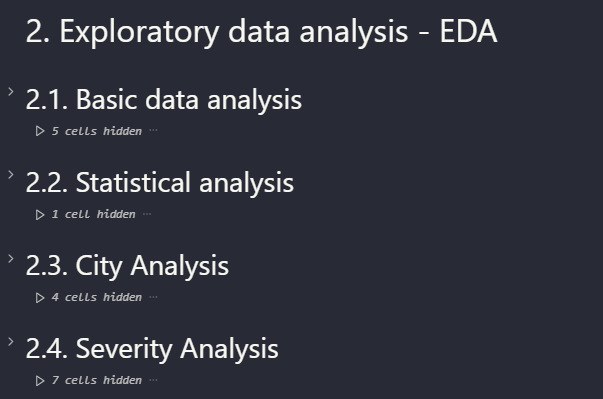 2. Exploratory data analysis - EDA
2.1. Basic data analysis
5 cells hidden ...
2.2. Statistical analysis
1 cell hidden ...
2.3. City Analysis
4 cells hidden ...
2.4. Severity Analysis
7 cells hidden ...